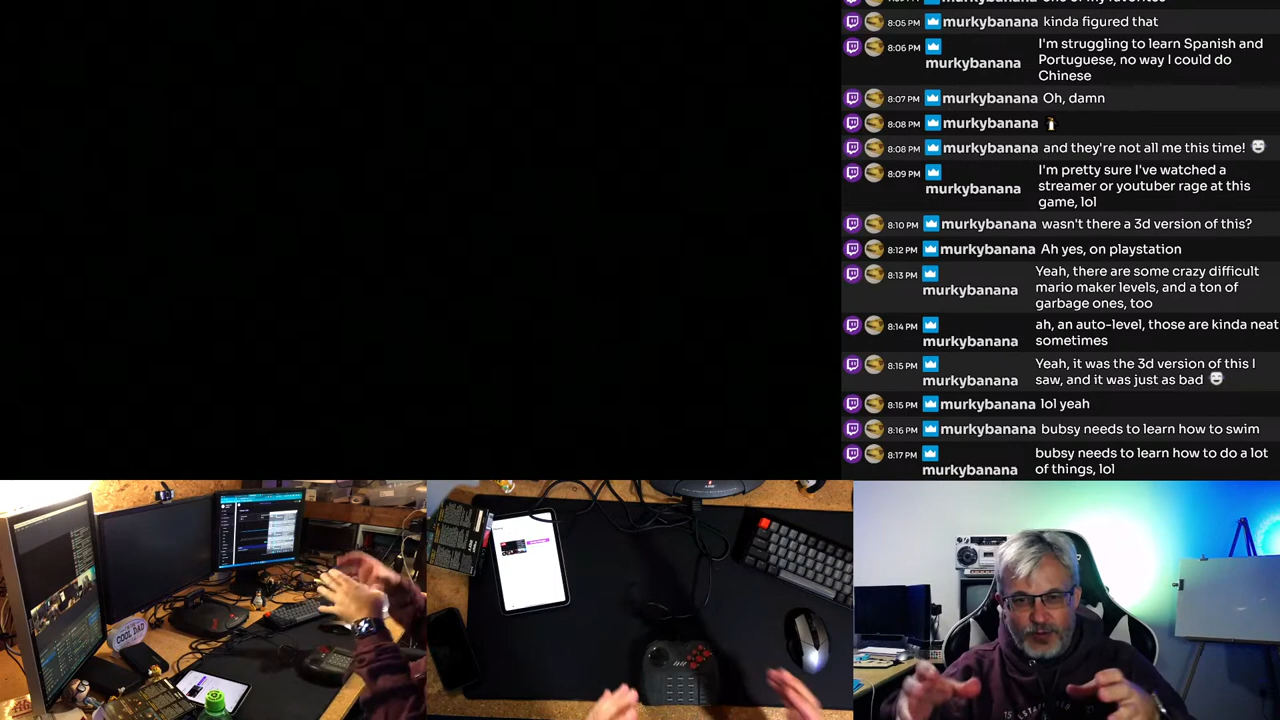 8:05 PM murkybanana kinda figured that
8:06 PM murkybanana I'm struggling to learn Spanish and
Portuguese, no way I could do
Chinese
8:07 PM murkybanana Oh, damn
8:08 PM murkybanana
8:08 PM murkybanana and they're not all me this time!
8:09 PM murkybanana I'm pretty sure I've watched a
streamer or youtuber rage at this
game, lol
8:10 PM murkybanana wasn't there a 3d version of this?
8:12 PM murkybanana Ah yes, on playstation
8:13 PM murkybanana Yeah, there are some crazy difficult
mario maker levels, and a ton of
garbage ones, too
8:14 PM murkybanana ah, an auto-level, those are kinda neat
sometimes
8:15 PM murkybanana Yeah, it was the 3d version of this I
saw, and it was just as bad
8:15 PM murkybanana lol yeah
8:16 PM murkybanana bubsy needs to learn how to swim
8:17 PM murkybanana bubsy needs to learn how to do a lot
of things, lol
COOL DAD